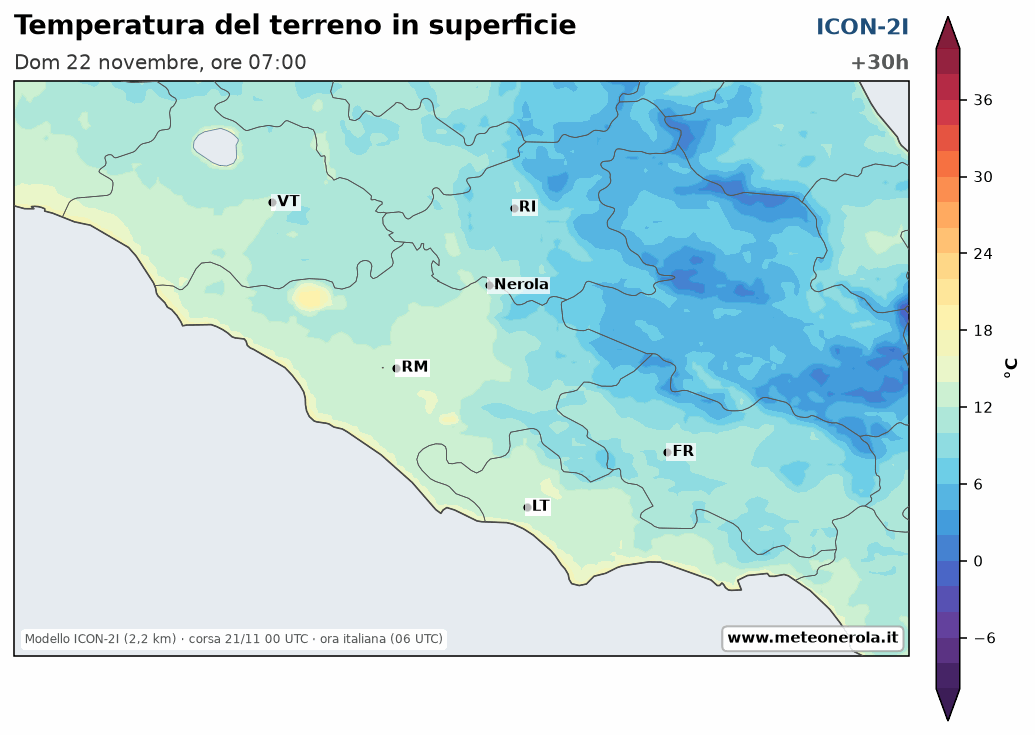 Temperatura del terreno in superficie
ICON-2I
Dom 22 novembre, ore 07:00
+30h
VT
RI
Nerola
RM
FR
LT
36
30
24
18
12
6
0
−6
°C
Modello ICON-2I (2,2 km) · corsa 21/11 00 UTC · ora italiana (06 UTC)
www.meteonerola.it